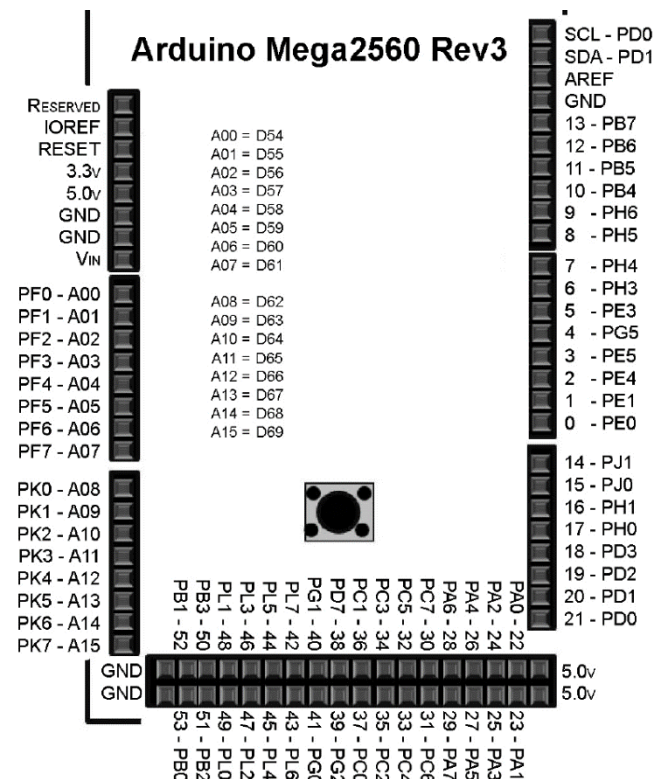 Arduino Mega2560 Rev3
RESERVED
IOREF
RESET
3.3V
5.0V
GND
GND
VIN
PF0 - A00
PF1 - A01
PF2 - A02
PF3 - A03
PF4 - A04
PF5 - A05
PF6 - A06
PF7 - A07
PK0 - A08
PK1 - A09
PK2 - A10
PK3 - A11
PK4 - A12
PK5 - A13
PK6 - A14
PK7 - A15
A00 = D54
A01 = D55
A02 = D56
A03 = D57
A04 = D58
A05 = D59
A06 = D60
A07 = D61
A08 = D62
A09 = D63
A10 = D64
A11 = D65
A12 = D66
A13 = D67
A14 = D68
A15 = D69
SCL - PD0
SDA - PD1
AREF
GND
13 - PB7
12 - PB6
11 - PB5
10 - PB4
9 - PH6
8 - PH5
7 - PH4
6 - PH3
5 - PE3
4 - PG5
3 - PE5
2 - PE4
1 - PE1
0 - PE0
14 - PJ1
15 - PJ0
16 - PH1
17 - PH0
18 - PD3
19 - PD2
20 - PD1
21 - PD0
PB1 - 52
PB3 - 50
PL1 - 48
PL3 - 46
PL5 - 44
PL7 - 42
PG1 - 40
PD7 - 38
PC1 - 36
PC3 - 34
PC5 - 32
PC7 - 30
PA6 - 28
PA4 - 26
PA2 - 24
PA0 - 22
GND
GND
5.0V
5.0V
53 - PB0
51 - PB2
49 - PL0
47 - PL2
45 - PL4
43 - PL6
41 - PG0
39 - PG2
37 - PC0
35 - PC2
33 - PC4
31 - PC6
29 - PA7
27 - PA5
25 - PA3
23 - PA1